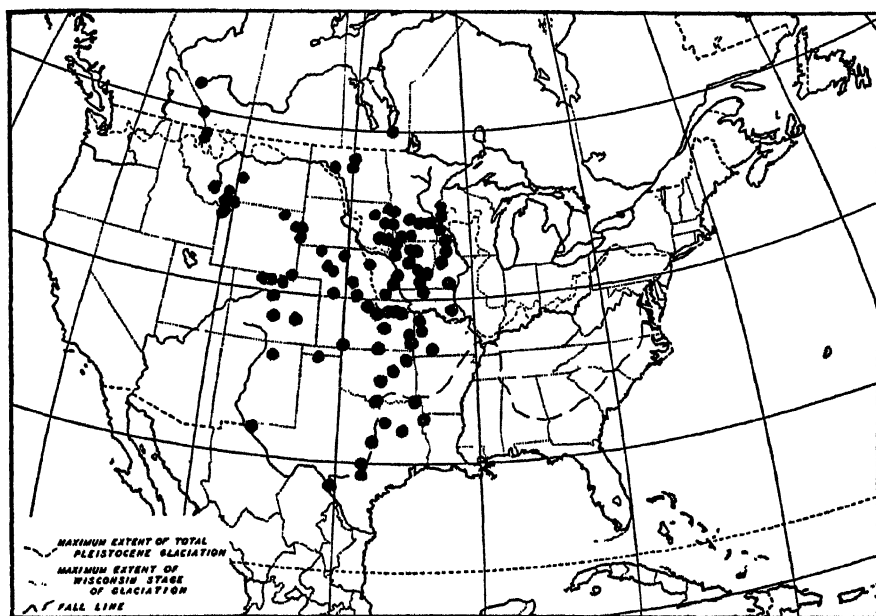 MAXIMUM EXTENT OF TOTAL
PLEISTOCENE GLACIATION
MAXIMUM EXTENT OF
WISCONSIN STAGE
OF GLACIATION
FALL LINE